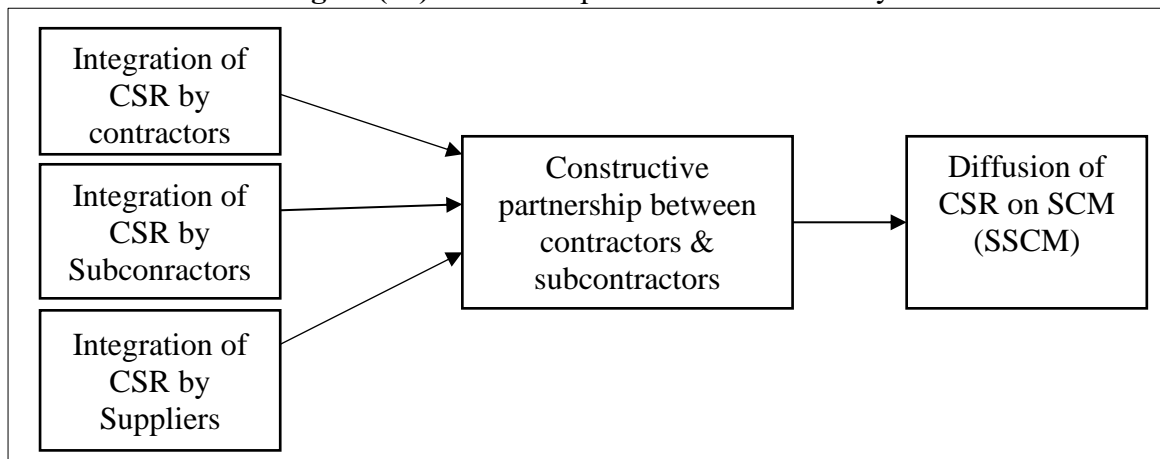 Integration of
CSR by
contractors
Integration of
CSR by
Subconractors
Integration of
CSR by
Suppliers
Constructive
partnership between
contractors &
subcontractors
Diffusion of
CSR on SCM
(SSCM)